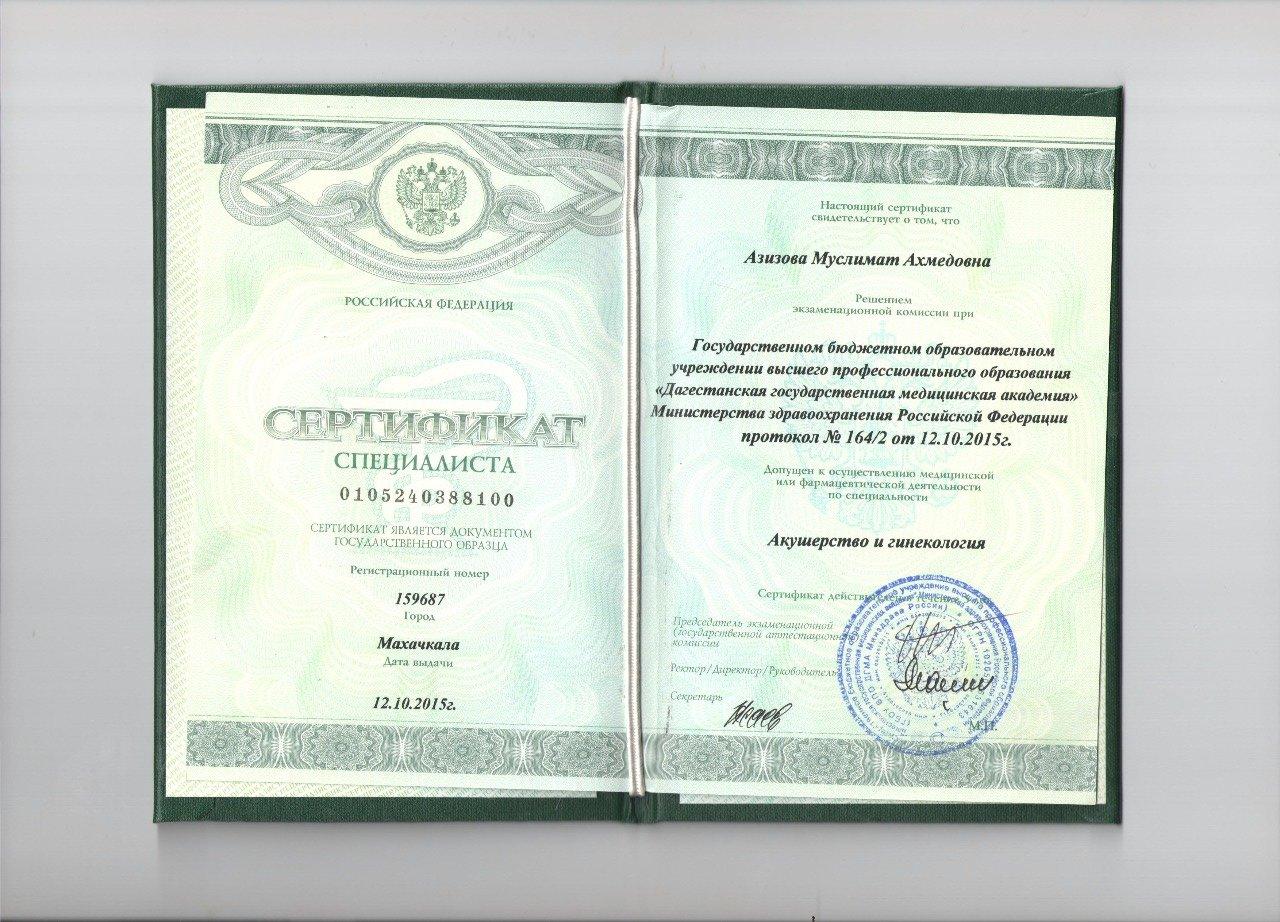 РОССИЙСКАЯ ФЕДЕРАЦИЯ
СЕРТИФИКАТ
СПЕЦИАЛИСТА
0105240388100
СЕРТИФИКАТ ЯВЛЯЕТСЯ ДОКУМЕНТОМ
ГОСУДАРСТВЕННОГО ОБРАЗЦА
Регистрационный номер
159687
Город
Махачкала
Дата выдачи
12.10.2015г.
Настоящий сертификат
свидетельствует о том, что
Азизова Муслимат Ахмедовна
Решением
экзаменационной комиссии при
Государственном бюджетном образовательном
учреждении высшего профессионального образования
«Дагестанская государственная медицинская академия»
Министерства здравоохранения Российской Федерации
протокол № 164/2 от 12.10.2015г.
Допущен к осуществлению медицинской
или фармацевтической деятельности
по специальности
Акушерство и гинекология
Сертификат действителен в течение
Председатель экзаменационной
(государственной аттестационной)
комиссии
Ректор/Директор/Руководитель
Секретарь
М.П.